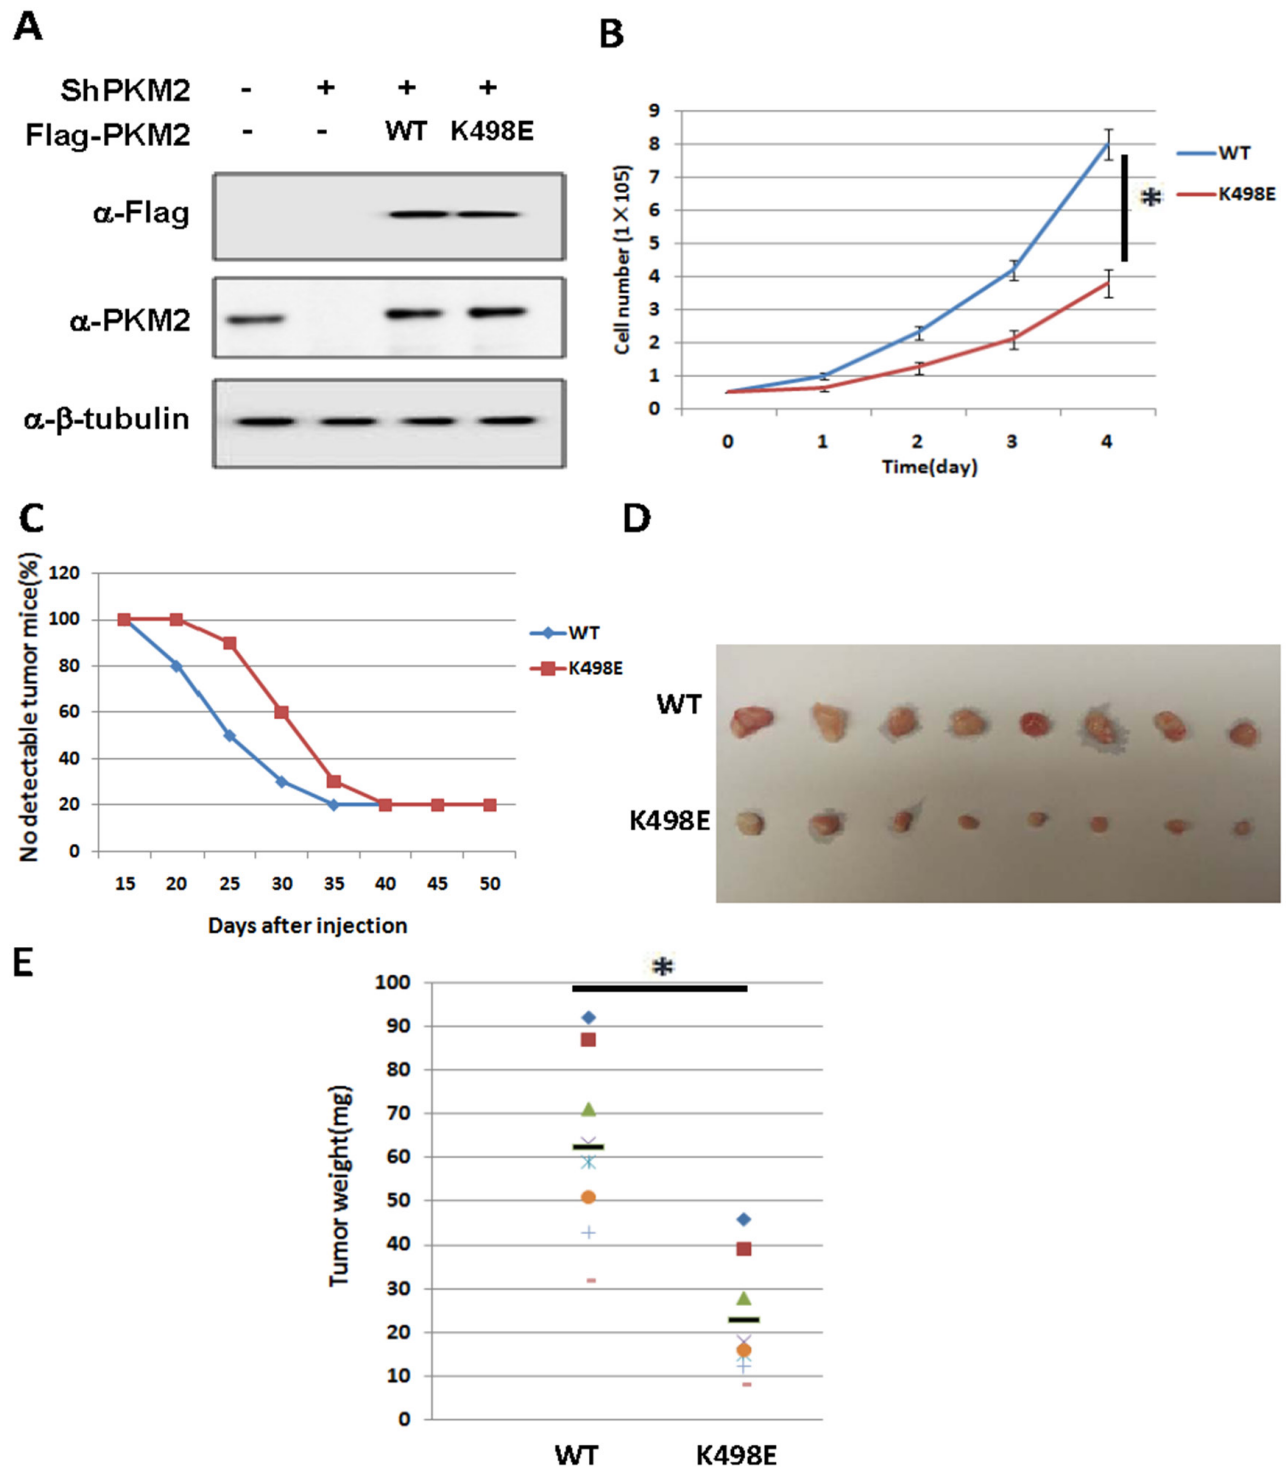 A
ShPKM2 - + + +
Flag-PKM2 - - WT K498E
α-Flag
α-PKM2
α-β-tubulin
B
9
8
7
6
5
4
3
2
1
0
Cell number (1×105)
0 1 2 3 4
Time(day)
WT
K498E
*
C
No detectable tumor mice(%)
120
100
80
60
40
20
0
15 20 25 30 35 40 45 50
Days after injection
WT
K498E
D
WT
K498E
E
*
Tumor weight(mg)
100
90
80
70
60
50
40
30
20
10
0
WT K498E